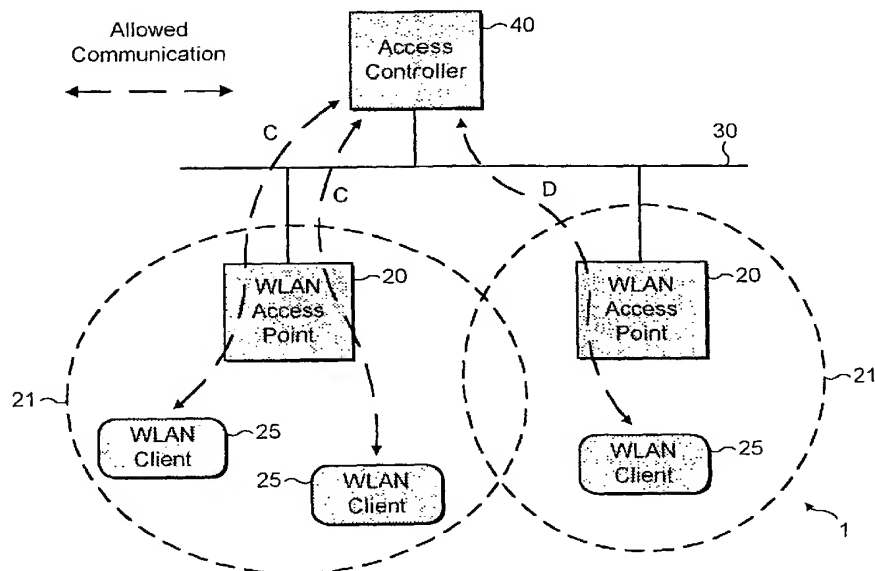 Allowed
Communication
40
Access
Controller
C
30
C
D
20
WLAN
Access
Point
20
WLAN
Access
Point
21
21
WLAN
Client
25
25
WLAN
Client
WLAN
Client
25
1